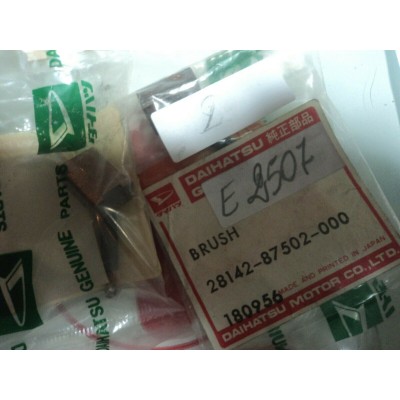 2
DAIHATSU 純正部品
E 2507
BRUSH
28142-87502-000
MADE AND PRINTED IN JAPAN
180956
DAIHATSU MOTOR CO.,LTD.
DAIHATSU GENUINE PARTS